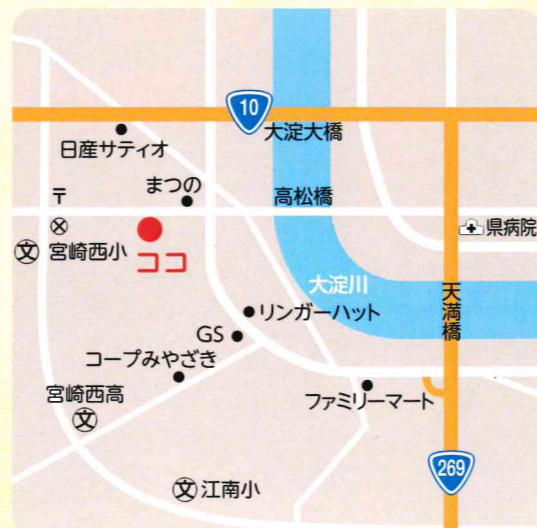 10
大淀大橋
日産サティオ
まつの
高松橋
〒
県病院
文 宮崎西小
ココ
大淀川
天満橋
リンガーハット
GS
コープみやざき
宮崎西高
文
ファミリーマート
269
文 江南小